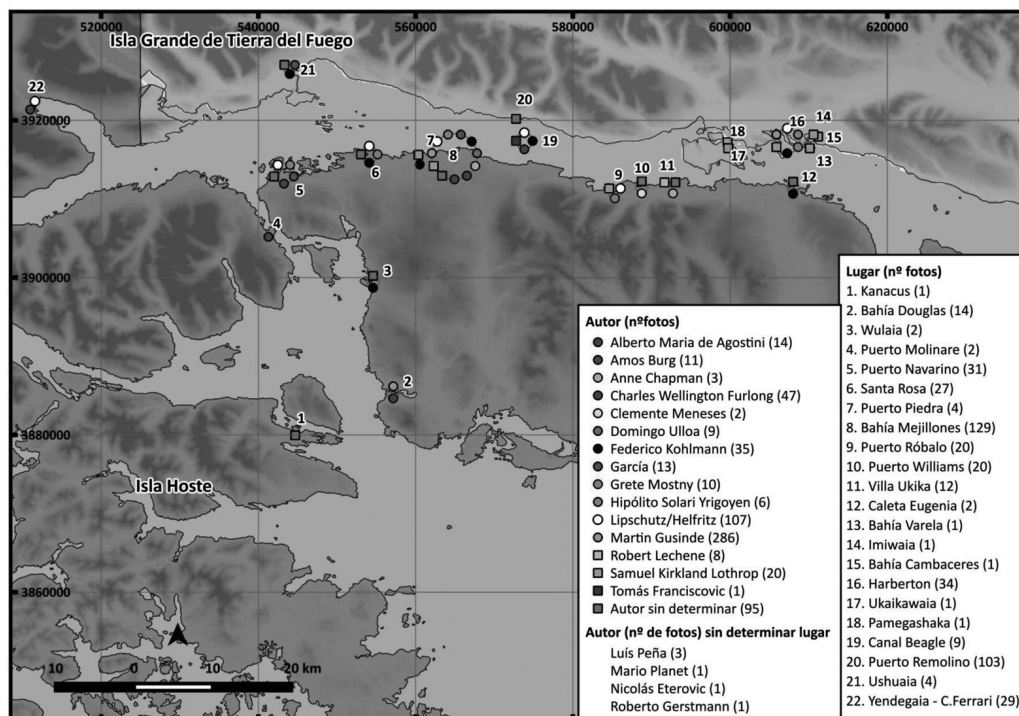 520000 540000 560000 580000 600000 620000
Isla Grande de Tierra del Fuego
21
22
20
3920000
14
16
18
15
7
19
17
13
8
6
9
10
11
12
5
4
3900000
3
2
3880000
1
Isla Hoste
3860000
10 0 10 20 km
Autor (nºfotos)
Alberto Maria de Agostini (14)
Amos Burg (11)
Anne Chapman (3)
Charles Wellington Furlong (47)
Clemente Meneses (2)
Domingo Ulloa (9)
Federico Kohlmann (35)
García (13)
Grete Mostny (10)
Hipólito Solari Yrigoyen (6)
Lipschutz/Helfritz (107)
Martin Gusinde (286)
Robert Lechene (8)
Samuel Kirkland Lothrop (20)
Tomás Franciscovic (1)
Autor sin determinar (95)
Autor (nº de fotos) sin determinar lugar
Luís Peña (3)
Mario Planet (1)
Nicolás Eterovic (1)
Roberto Gerstmann (1)
Lugar (nº fotos)
1. Kanacus (1)
2. Bahía Douglas (14)
3. Wulaia (2)
4. Puerto Molinare (2)
5. Puerto Navarino (31)
6. Santa Rosa (27)
7. Puerto Piedra (4)
8. Bahía Mejillones (129)
9. Puerto Róbalo (20)
10. Puerto Williams (20)
11. Villa Ukika (12)
12. Caleta Eugenia (2)
13. Bahía Varela (1)
14. Imiwaia (1)
15. Bahía Cambaceres (1)
16. Harberton (34)
17. Ukaikawaia (1)
18. Pamegashaka (1)
19. Canal Beagle (9)
20. Puerto Remolino (103)
21. Ushuaia (4)
22. Yendegaia - C.Ferrari (29)